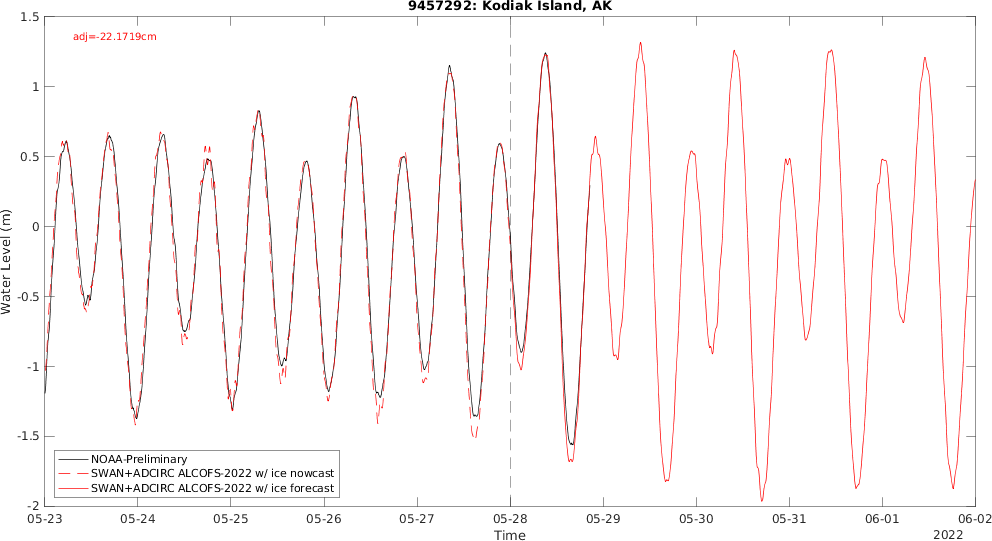 9457292: Kodiak Island, AK
adj=-22.1719cm
1.5
1
0.5
0
-0.5
-1
-1.5
-2
Water Level (m)
NOAA-Preliminary
SWAN+ADCIRC ALCOFS-2022 w/ ice nowcast
SWAN+ADCIRC ALCOFS-2022 w/ ice forecast
05-23 05-24 05-25 05-26 05-27 05-28 05-29 05-30 05-31 06-01 06-02
Time
2022